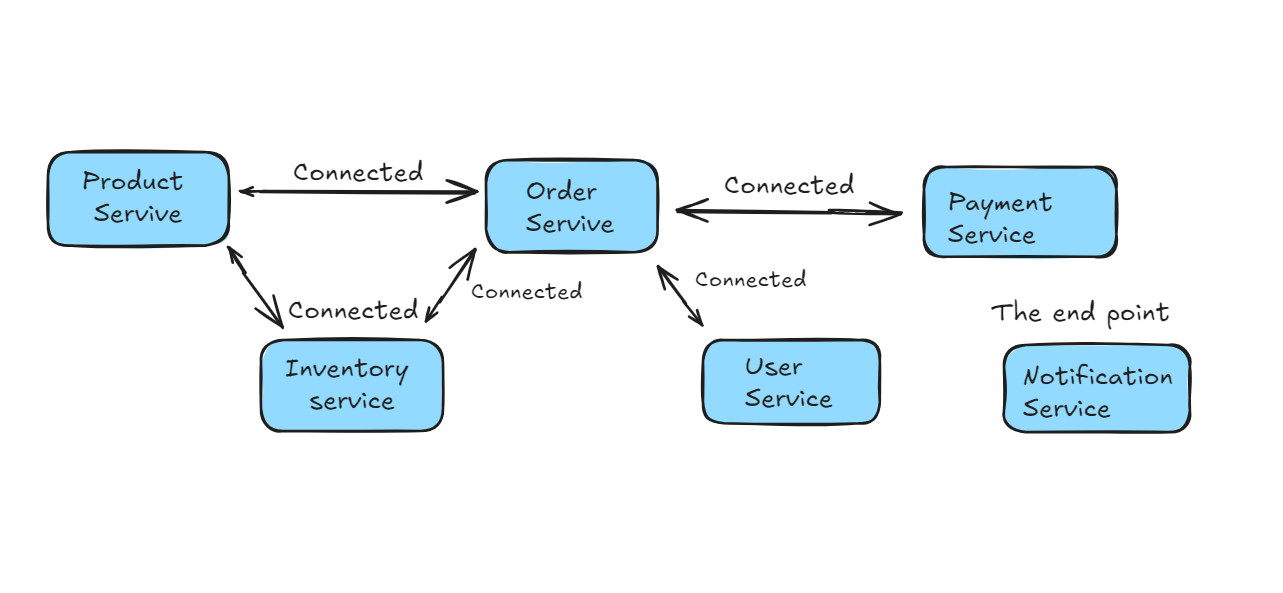 Product
Servive
Connected
Order
Servive
Connected
Payment
Service
Connected
Connected
Connected
The end point
Inventory
service
User
Service
Notification
Service